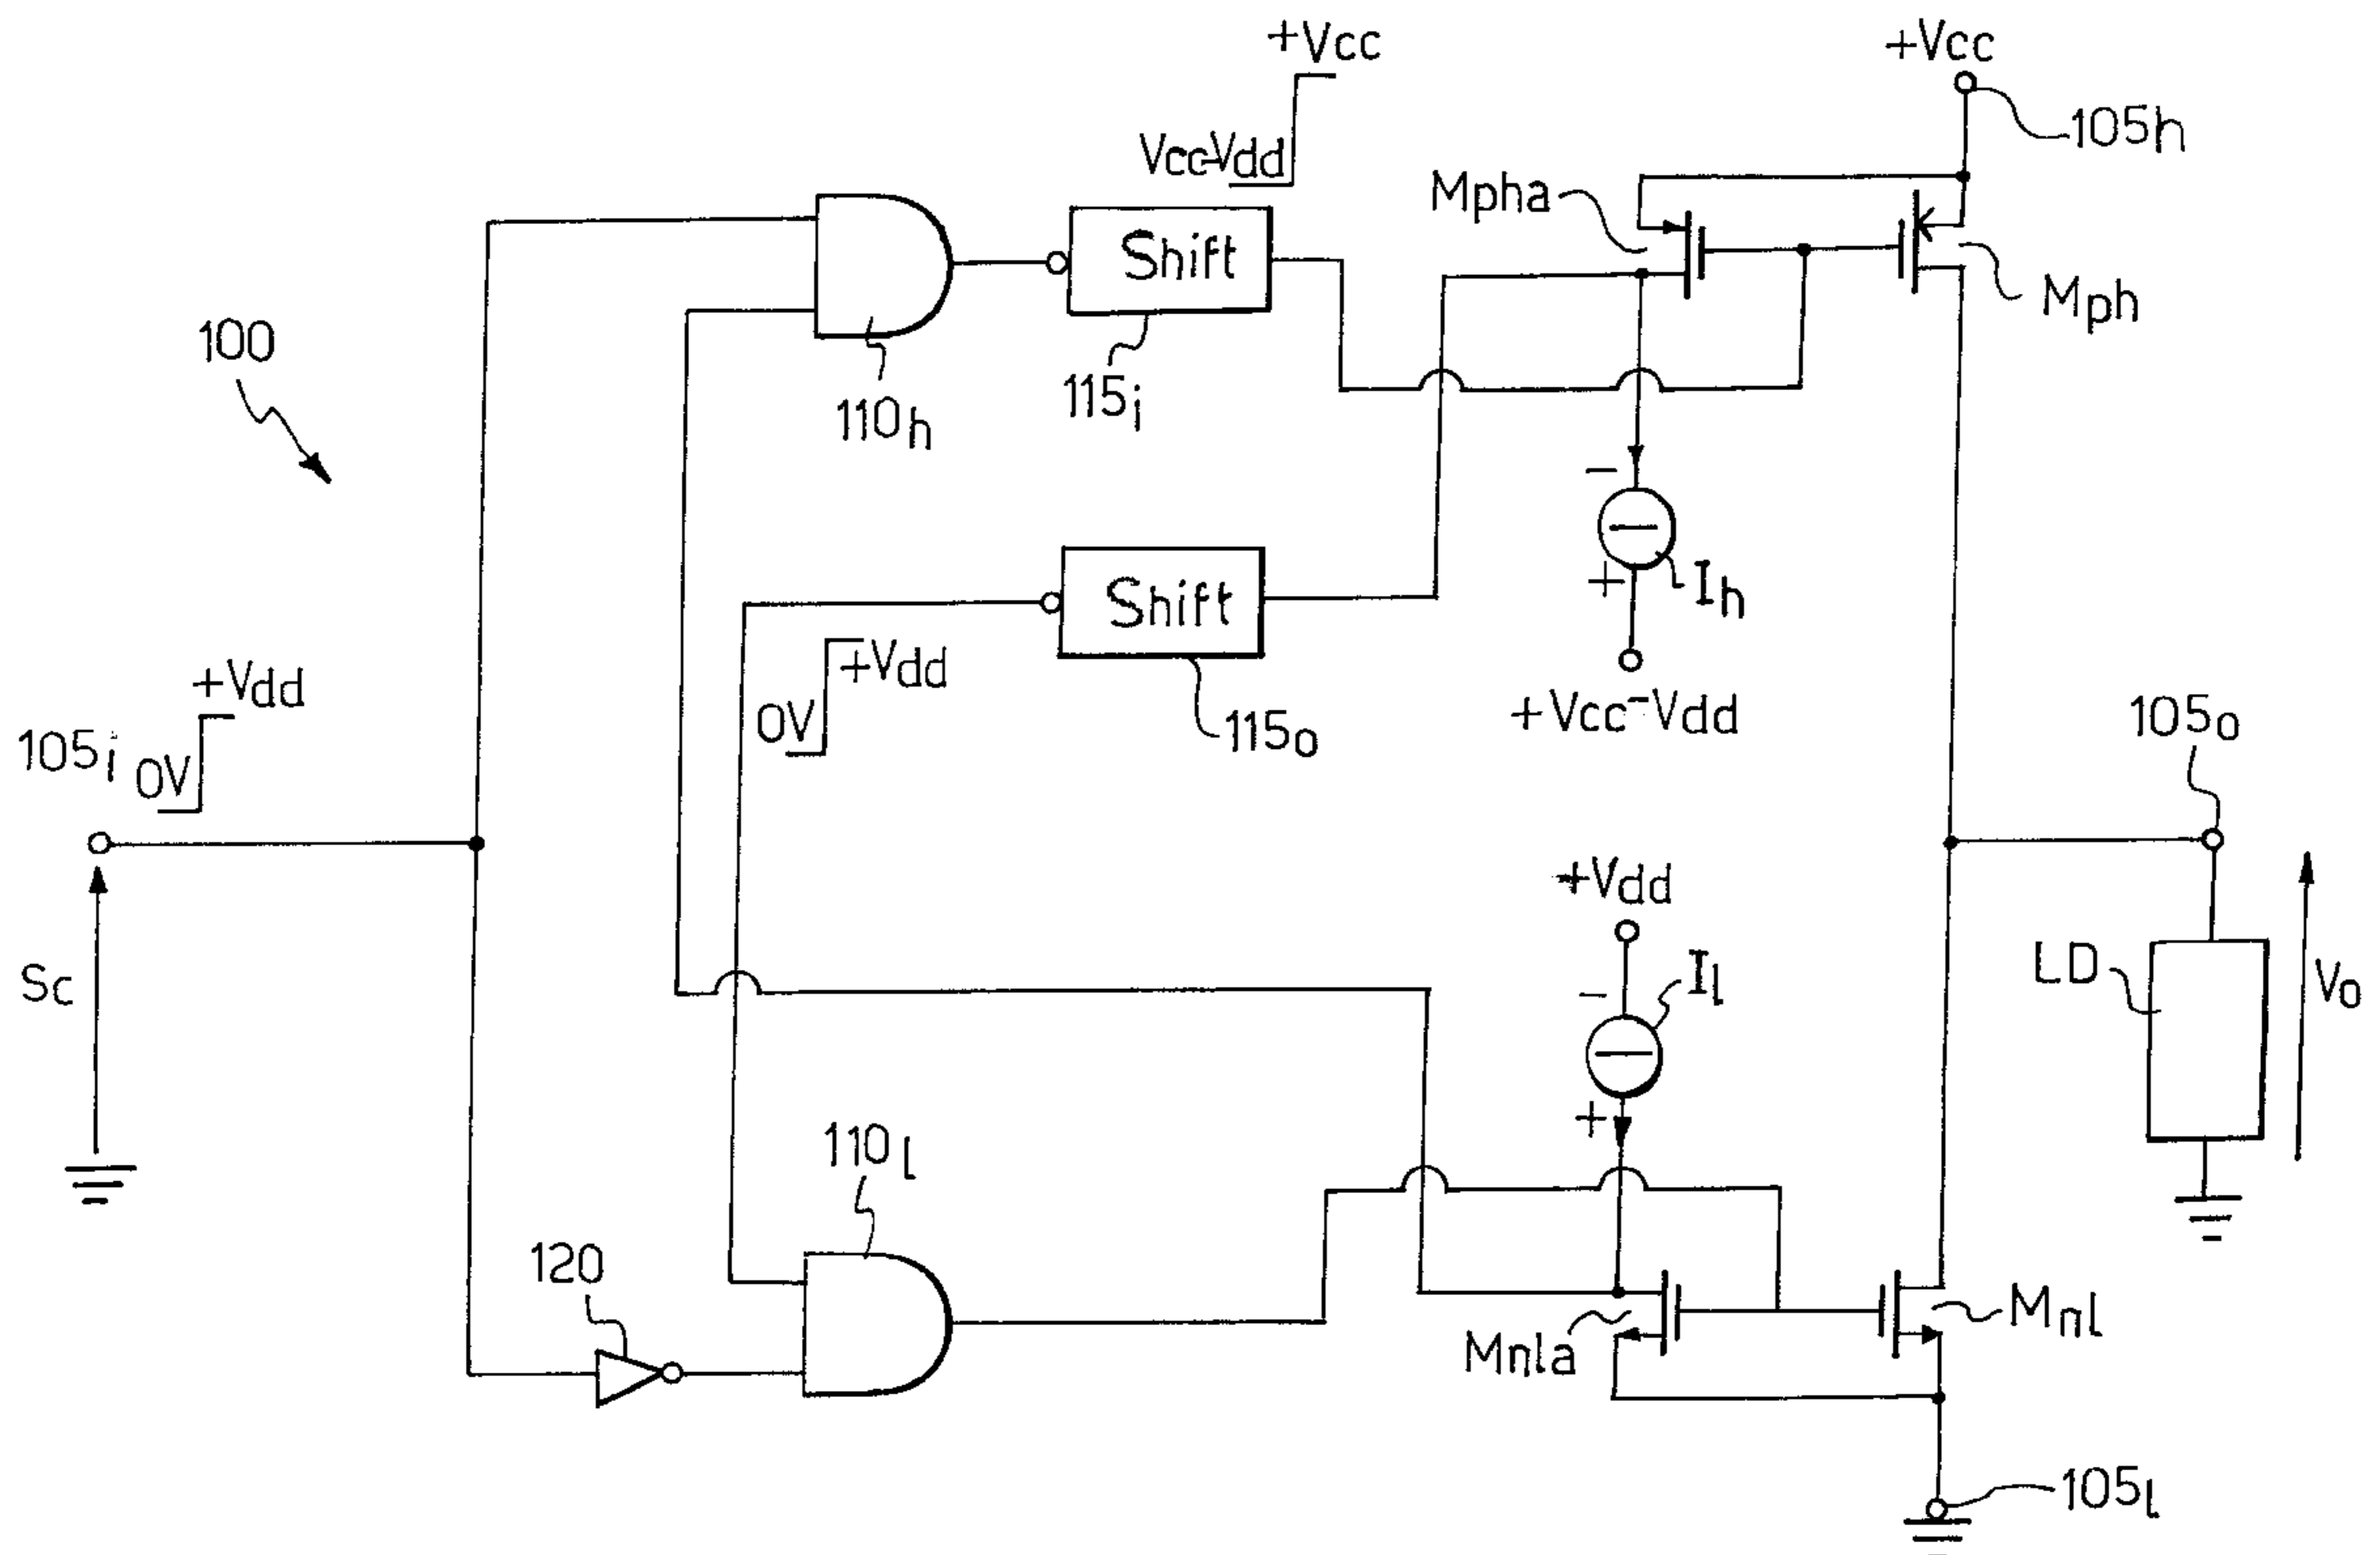 +Vcc
+Vcc
105h
Vcc-Vdd
Mpha
Shift
Mph
100
115i
110h
Shift
Ih
+Vdd
+Vdd
0V
115o
+Vcc-Vdd
105o
105i
0V
+Vdd
LD
Il
Sc
Vo
110l
120
Mnl
Mnla
105l